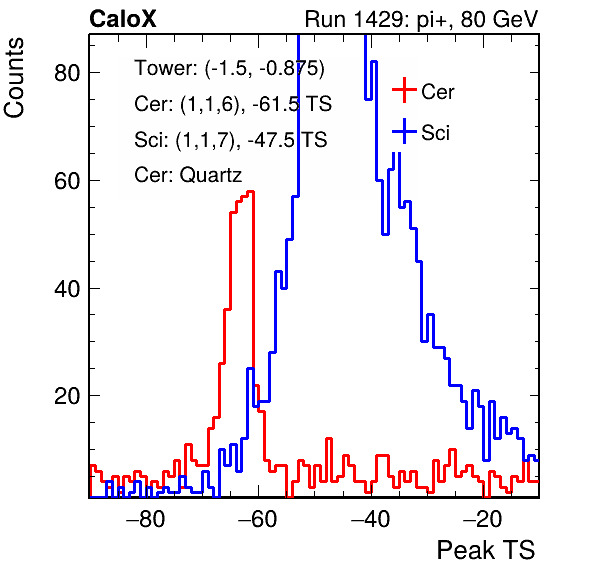 CaloX Run 1429: pi+, 80 GeV
Counts
Tower: (-1.5, -0.875)
Cer: (1,1,6), -61.5 TS
Sci: (1,1,7), -47.5 TS
Cer: Quartz
Cer
Sci
80
60
40
20
−80 −60 −40 −20
Peak TS